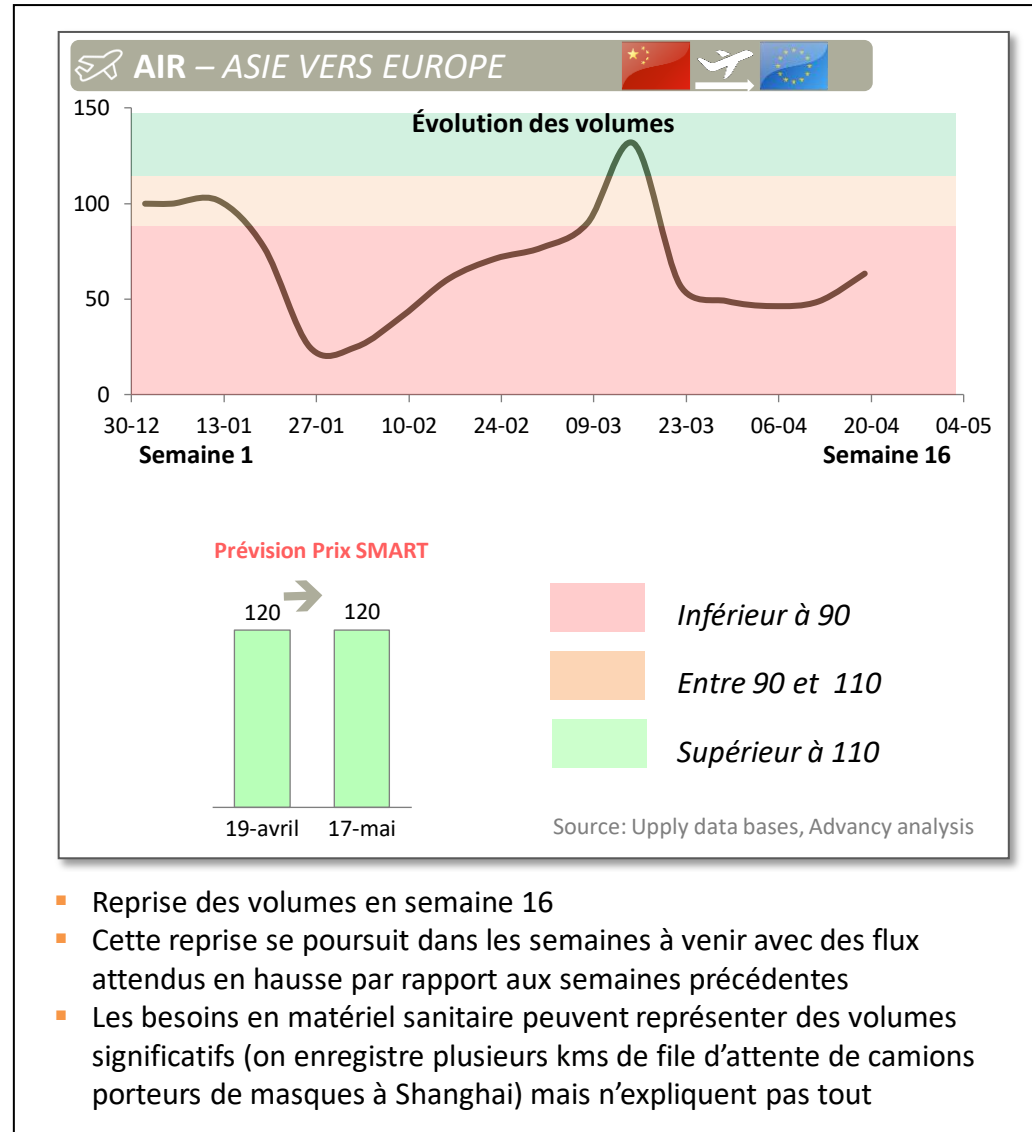 AIR – ASIE VERS EUROPE
Évolution des volumes
150
100
50
0
30-12 13-01 27-01 10-02 24-02 09-03 23-03 06-04 20-04 04-05
Semaine 1 Semaine 16
Prévision Prix SMART
120 120
19-avril 17-mai
Inférieur à 90
Entre 90 et 110
Supérieur à 110
Source: Upply data bases, Advancy analysis
▪ Reprise des volumes en semaine 16
▪ Cette reprise se poursuit dans les semaines à venir avec des flux
attendus en hausse par rapport aux semaines précédentes
▪ Les besoins en matériel sanitaire peuvent représenter des volumes
significatifs (on enregistre plusieurs kms de file d’attente de camions
porteurs de masques à Shanghai) mais n’expliquent pas tout